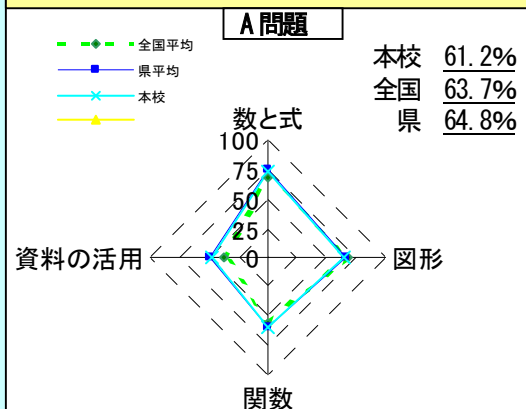 A問題
全国平均
県平均
本校
本校 61.2%
全国 63.7%
県 64.8%
数と式
100
75
50
25
0
資料の活用
図形
関数